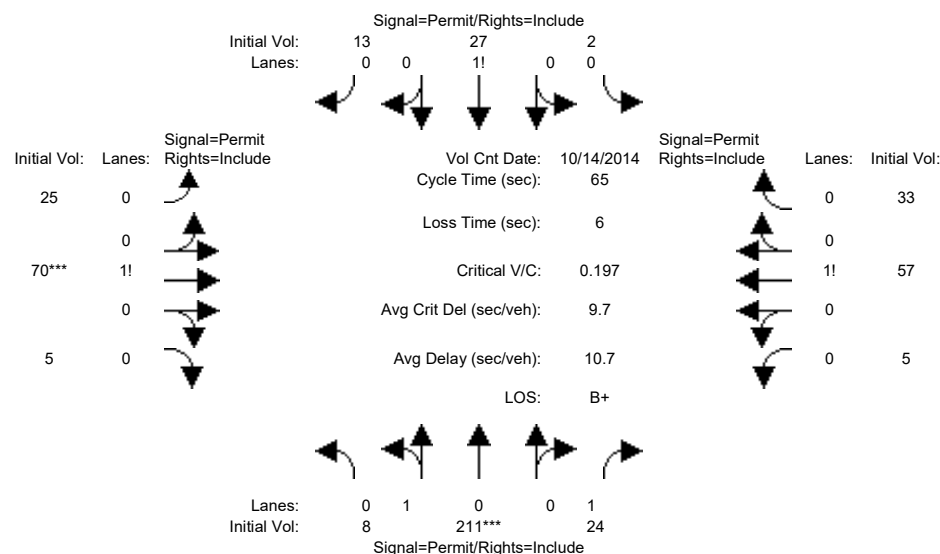 Signal=Permit/Rights=Include
Initial Vol: 13 27 2
Lanes: 0 0 1! 0 0
Signal=Permit Signal=Permit
Initial Vol: Lanes: Rights=Include Vol Cnt Date: 10/14/2014 Rights=Include Lanes: Initial Vol:
Cycle Time (sec): 65
25 0 0 33
Loss Time (sec): 6
0 0
70*** 1! Critical V/C: 0.197 1! 57
0 Avg Crit Del (sec/veh): 9.7 0
5 0 Avg Delay (sec/veh): 10.7 0 5
LOS: B+
Lanes: 0 1 0 0 1
Initial Vol: 8 211*** 24
Signal=Permit/Rights=Include